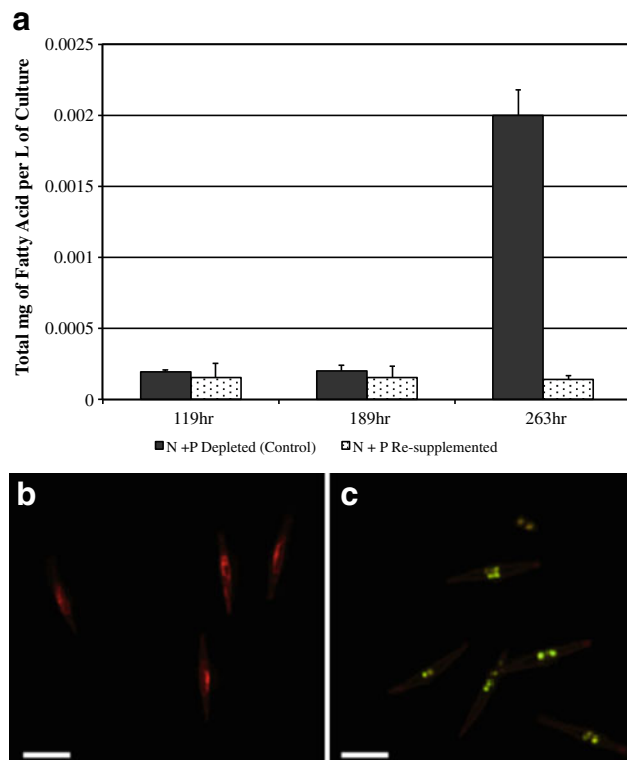 a
Total mg of Fatty Acid per L of Culture
0.0025
0.002
0.0015
0.001
0.0005
0
119hr
189hr
263hr
N +P Depleted (Control)
N + P Re-supplemented
b
c